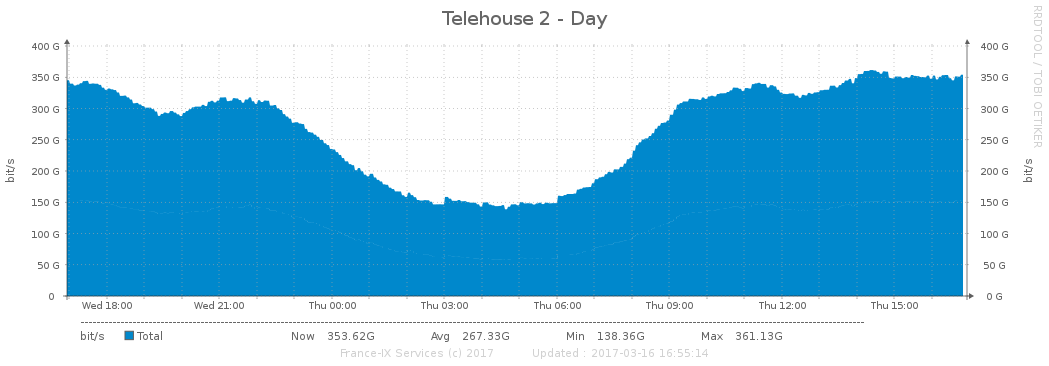 Telehouse 2 - Day
RRDTOOL / TOBI OETIKER
400 G 400 G
350 G 350 G
300 G 300 G
250 G 250 G
200 G 200 G
150 G 150 G
100 G 100 G
50 G 50 G
0 0 G
bit/s
bit/s
Wed 18:00 Wed 21:00 Thu 00:00 Thu 03:00 Thu 06:00 Thu 09:00 Thu 12:00 Thu 15:00
bit/s Total Now 353.62G Avg 267.33G Min 138.36G Max 361.13G
France-IX Services (c) 2017 Updated : 2017-03-16 16:55:14